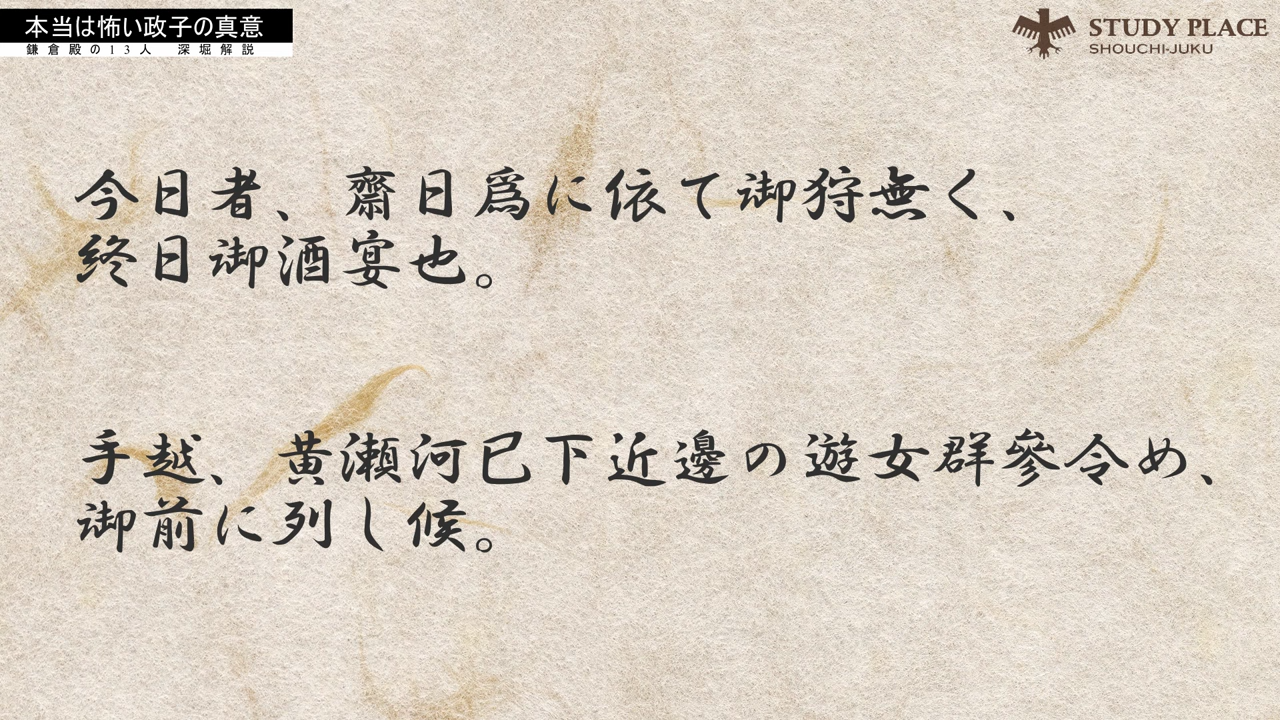 本当は怖い政子の真意
鎌倉殿の13人 深堀解説
STUDY PLACE
SHOUCHI-JUKU
今日者、齋日爲に依て御狩無く、
終日御酒宴也。
手越、黄瀬河已下近邊の遊女群參令め、
御前に列し候。